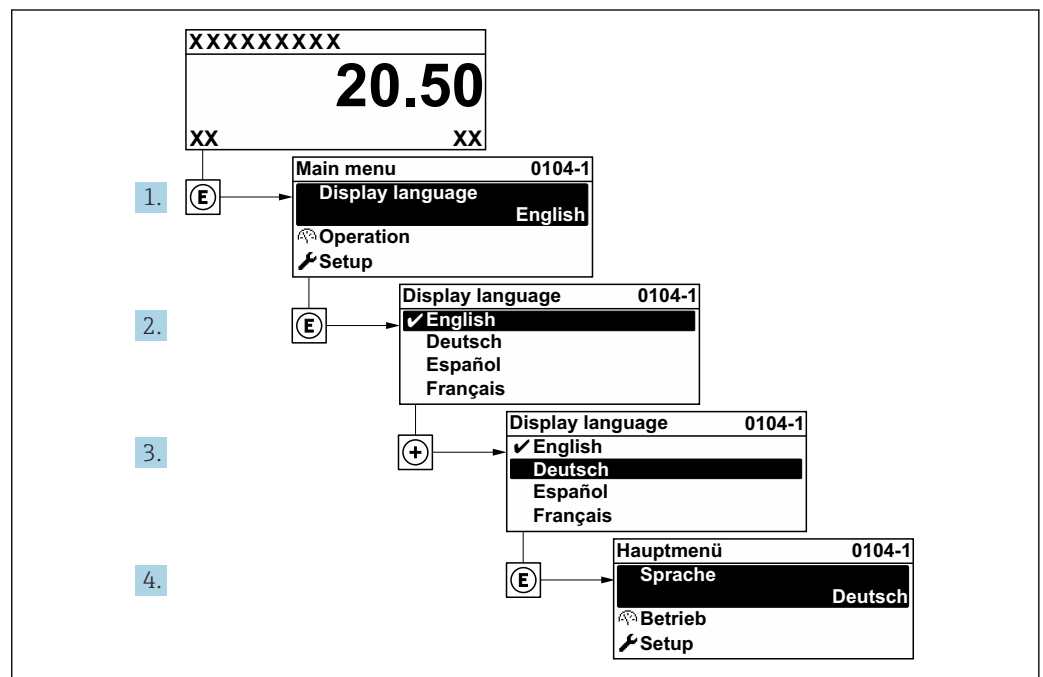 XXXXXXXXX
20.50
XX XX
1. E
Main menu 0104-1
Display language
English
Operation
Setup
2. E
Display language 0104-1
✔English
Deutsch
Español
Français
3. +
Display language 0104-1
✔English
Deutsch
Español
Français
4. E
Hauptmenü 0104-1
Sprache
Deutsch
Betrieb
Setup